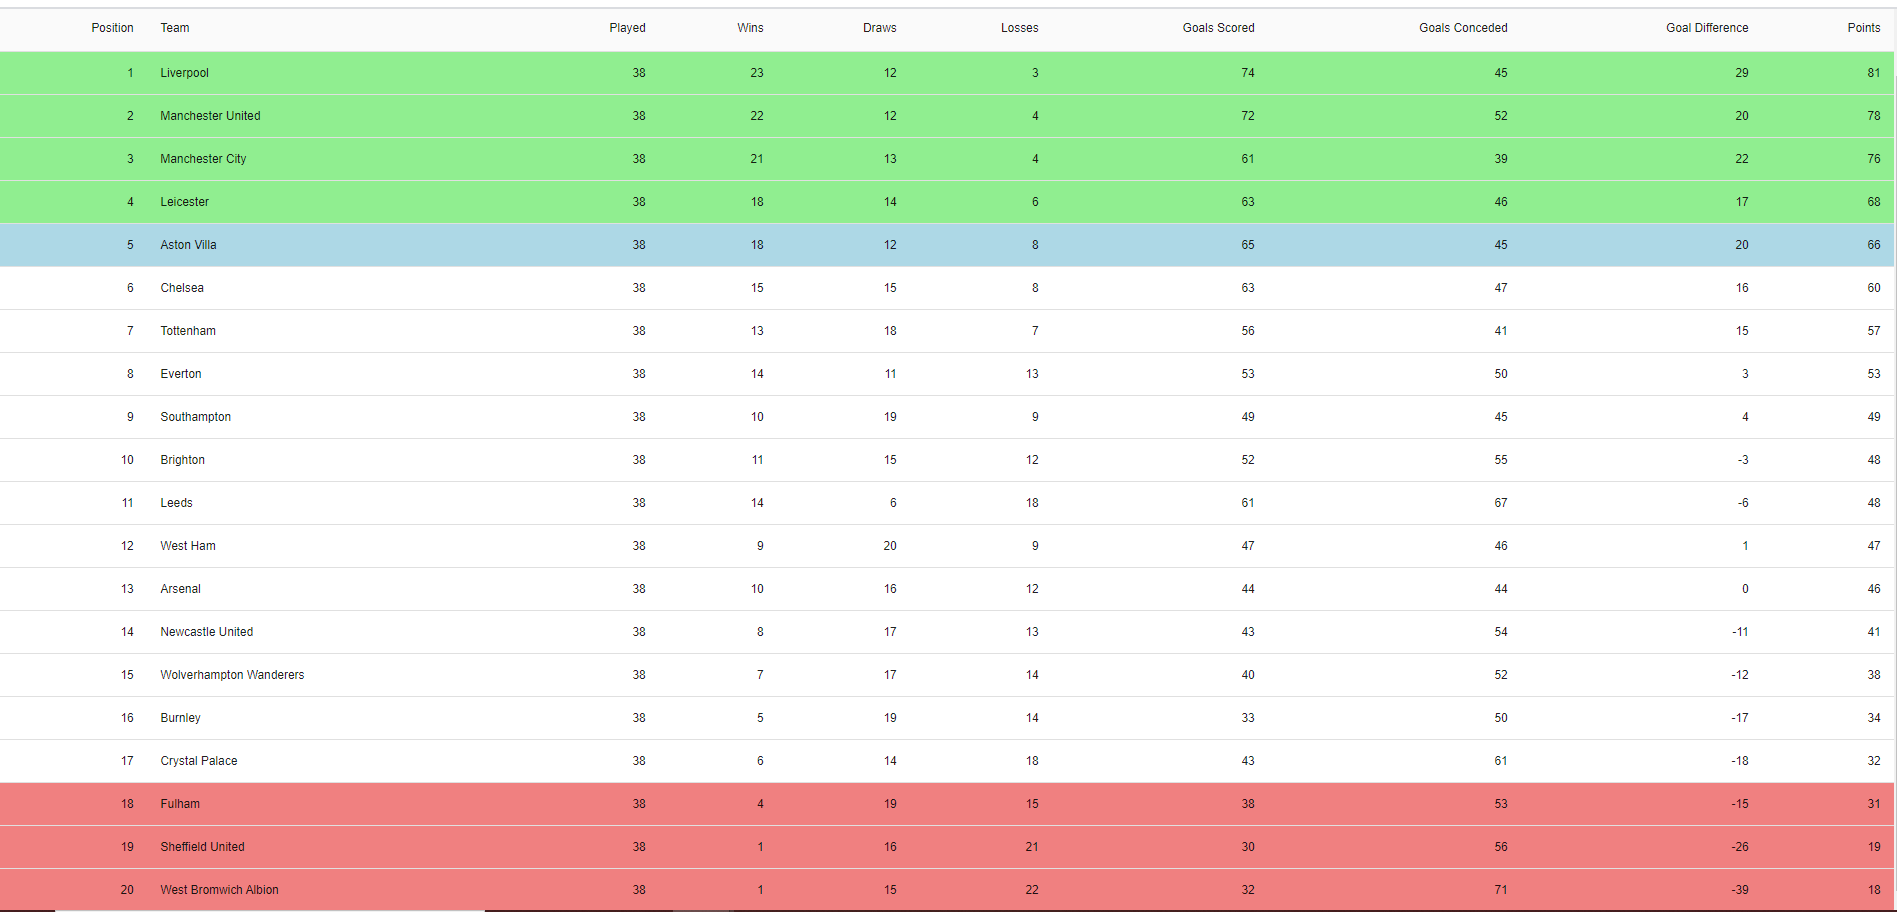 Position Team Played Wins Draws Losses Goals Scored Goals Conceded Goal Difference Points
1 Liverpool 38 23 12 3 74 45 29 81
2 Manchester United 38 22 12 4 72 52 20 78
3 Manchester City 38 21 13 4 61 39 22 76
4 Leicester 38 18 14 6 63 46 17 68
5 Aston Villa 38 18 12 8 65 45 20 66
6 Chelsea 38 15 15 8 63 47 16 60
7 Tottenham 38 13 18 7 56 41 15 57
8 Everton 38 14 11 13 53 50 3 53
9 Southampton 38 10 19 9 49 45 4 49
10 Brighton 38 11 15 12 52 55 -3 48
11 Leeds 38 14 6 18 61 67 -6 48
12 West Ham 38 9 20 9 47 46 1 47
13 Arsenal 38 10 16 12 44 44 0 46
14 Newcastle United 38 8 17 13 43 54 -11 41
15 Wolverhampton Wanderers 38 7 17 14 40 52 -12 38
16 Burnley 38 5 19 14 33 50 -17 34
17 Crystal Palace 38 6 14 18 43 61 -18 32
18 Fulham 38 4 19 15 38 53 -15 31
19 Sheffield United 38 1 16 21 30 56 -26 19
20 West Bromwich Albion 38 1 15 22 32 71 -39 18